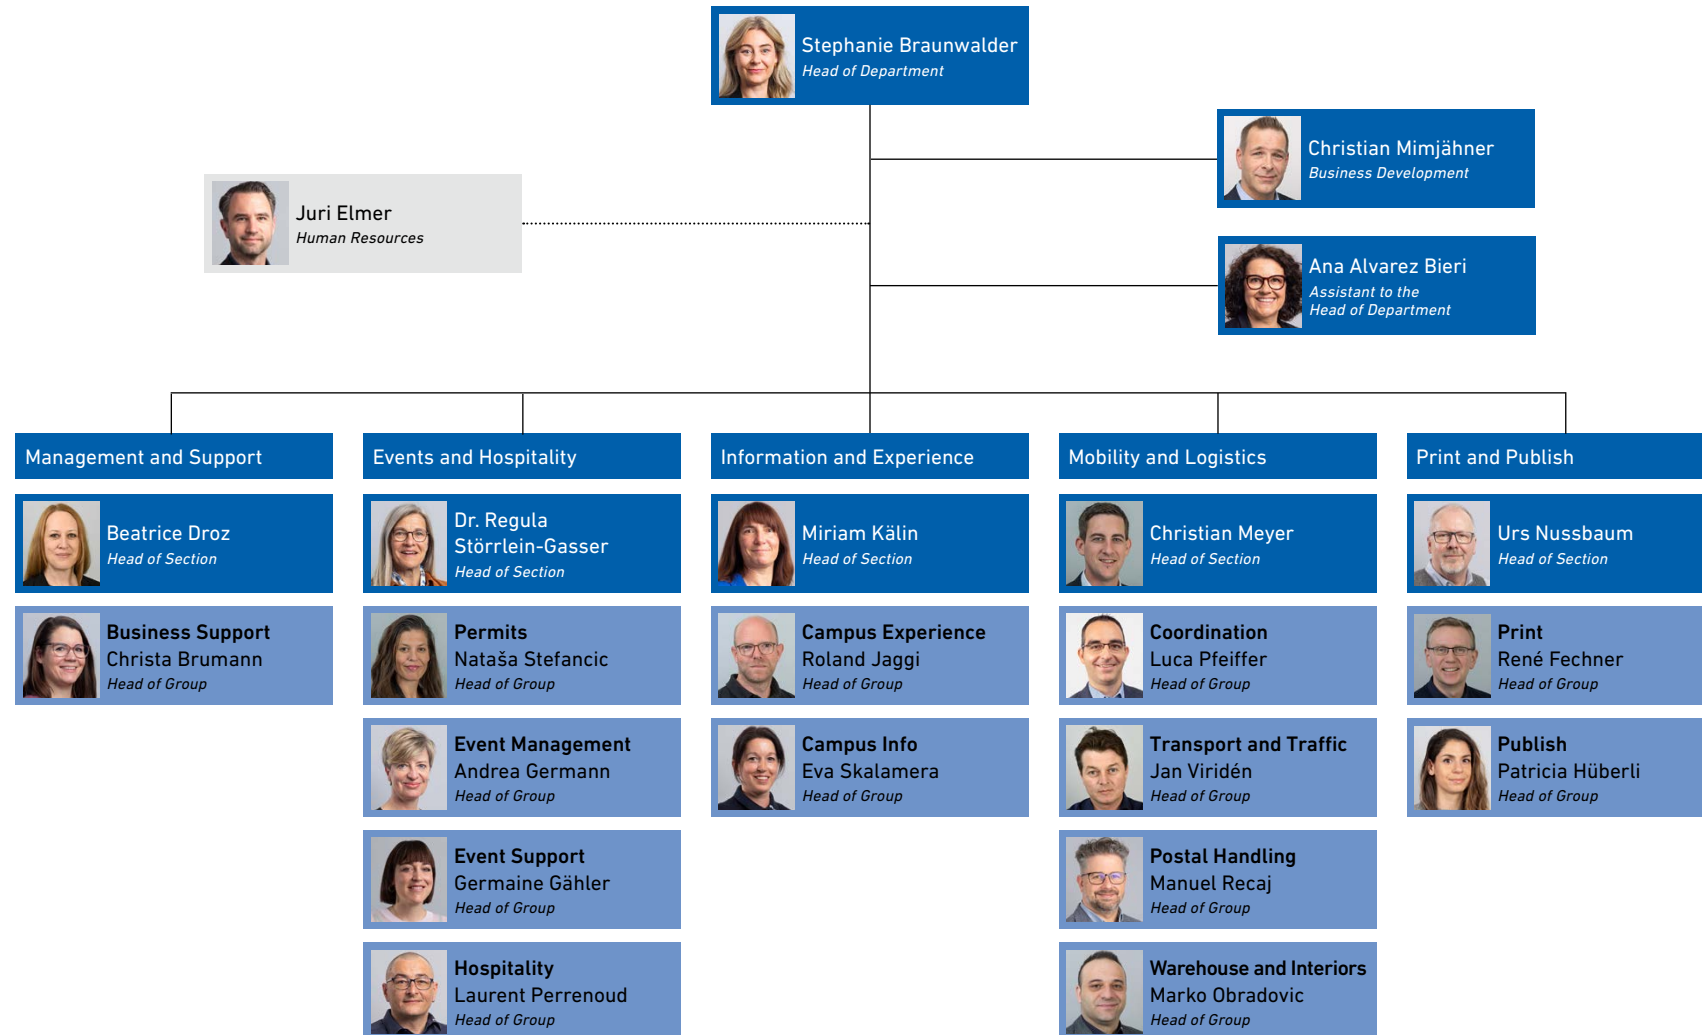 Stephanie Braunwalder
Head of Department
Christian Mimjähner
Business Development
Juri Elmer
Human Resources
Ana Alvarez Bieri
Assistant to the
Head of Department
Management and Support
Beatrice Droz
Head of Section
Business Support
Christa Brumann
Head of Group
Events and Hospitality
Dr. Regula
Störrlein-Gasser
Head of Section
Permits
Nataša Stefancic
Head of Group
Event Management
Andrea Germann
Head of Group
Event Support
Germaine Gähler
Head of Group
Hospitality
Laurent Perrenoud
Head of Group
Information and Experience
Miriam Kälin
Head of Section
Campus Experience
Roland Jaggi
Head of Group
Campus Info
Eva Skalamera
Head of Group
Mobility and Logistics
Christian Meyer
Head of Section
Coordination
Luca Pfeiffer
Head of Group
Transport and Traffic
Jan Viridén
Head of Group
Postal Handling
Manuel Recaj
Head of Group
Warehouse and Interiors
Marko Obradovic
Head of Group
Print and Publish
Urs Nussbaum
Head of Section
Print
René Fechner
Head of Group
Publish
Patricia Hüberli
Head of Group